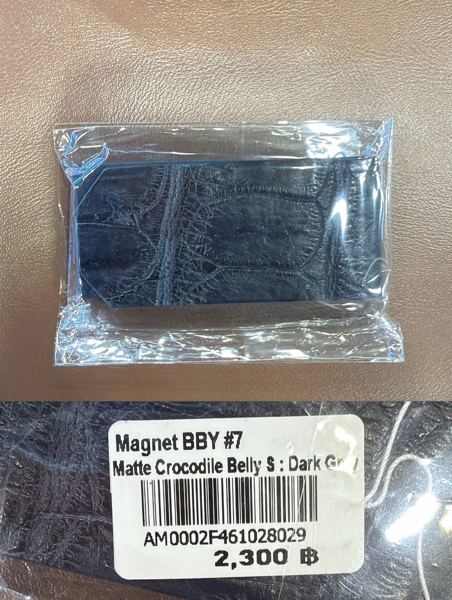 Magnet BBY #7
Matte Crocodile Belly S : Dark
AM0002F461028029
2,300 ฿